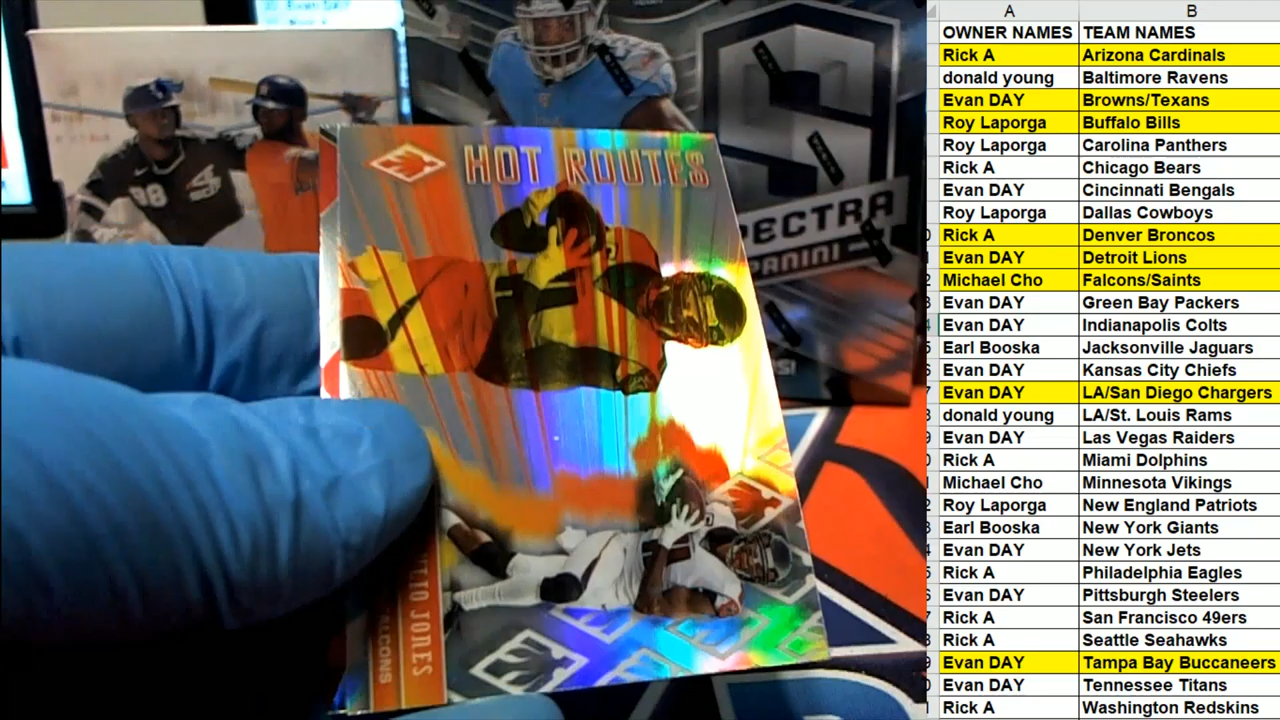 HOT ROUTES
SPECTRA
PANINI
98
JULIO JONES
FALCONS
A B
OWNER NAMES TEAM NAMES
Rick A Arizona Cardinals
donald young Baltimore Ravens
Evan DAY Browns/Texans
Roy Laporga Buffalo Bills
Roy Laporga Carolina Panthers
Rick A Chicago Bears
Evan DAY Cincinnati Bengals
Roy Laporga Dallas Cowboys
Rick A Denver Broncos
Evan DAY Detroit Lions
Michael Cho Falcons/Saints
Evan DAY Green Bay Packers
Evan DAY Indianapolis Colts
Earl Booska Jacksonville Jaguars
Evan DAY Kansas City Chiefs
Evan DAY LA/San Diego Chargers
donald young LA/St. Louis Rams
Evan DAY Las Vegas Raiders
Rick A Miami Dolphins
Michael Cho Minnesota Vikings
Roy Laporga New England Patriots
Earl Booska New York Giants
Evan DAY New York Jets
Rick A Philadelphia Eagles
Evan DAY Pittsburgh Steelers
Rick A San Francisco 49ers
Rick A Seattle Seahawks
Evan DAY Tampa Bay Buccaneers
Evan DAY Tennessee Titans
Rick A Washington Redskins